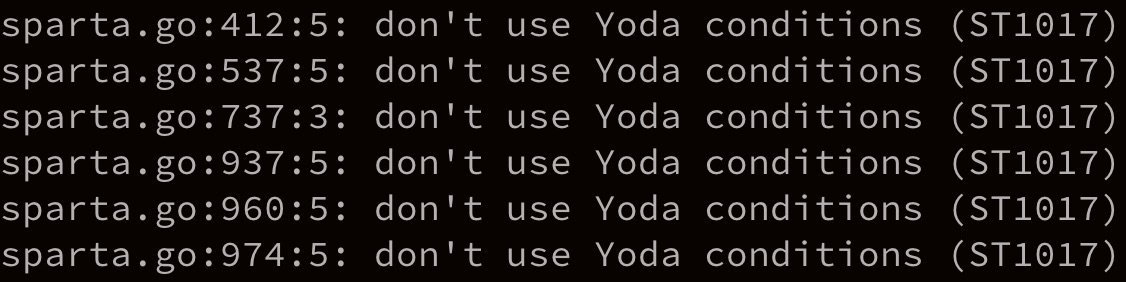 sparta.go:412:5: don't use Yoda conditions (ST1017)
sparta.go:537:5: don't use Yoda conditions (ST1017)
sparta.go:737:3: don't use Yoda conditions (ST1017)
sparta.go:937:5: don't use Yoda conditions (ST1017)
sparta.go:960:5: don't use Yoda conditions (ST1017)
sparta.go:974:5: don't use Yoda conditions (ST1017)